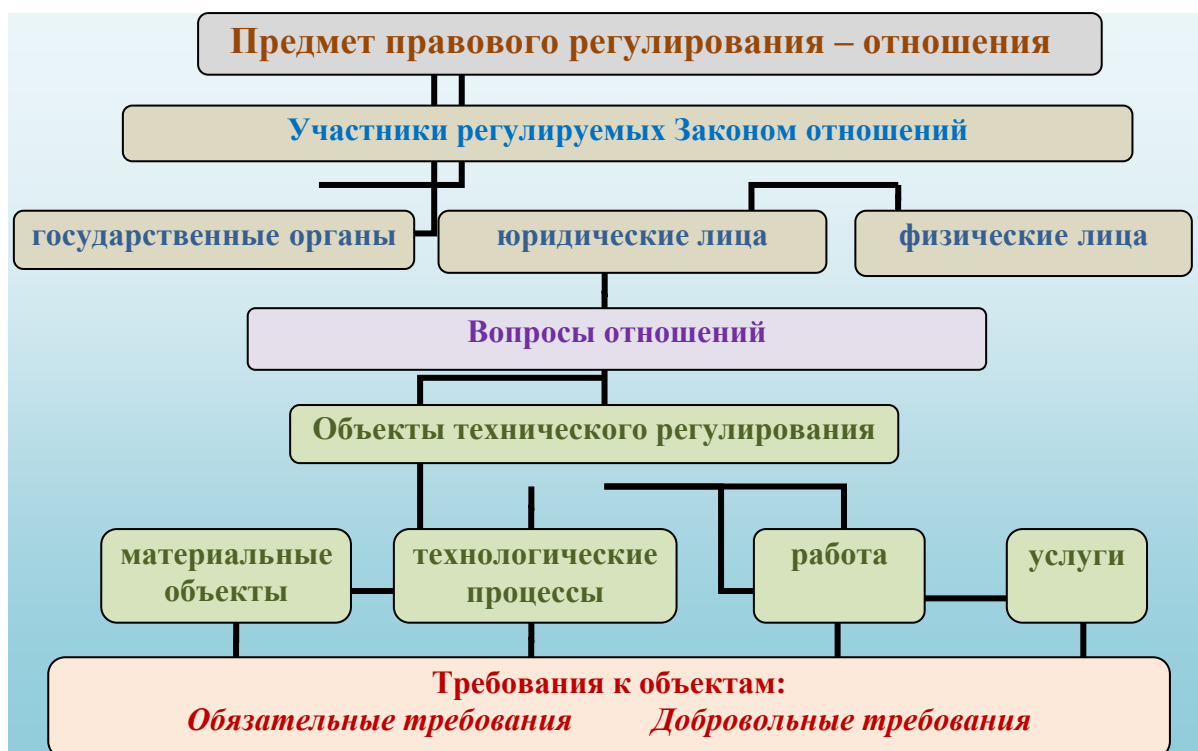 Предмет правового регулирования – отношения
Участники регулируемых Законом отношений
государственные органы
юридические лица
физические лица
Вопросы отношений
Объекты технического регулирования
материальные
объекты
технологические
процессы
работа
услуги
Требования к объектам:
Обязательные требования Добровольные требования